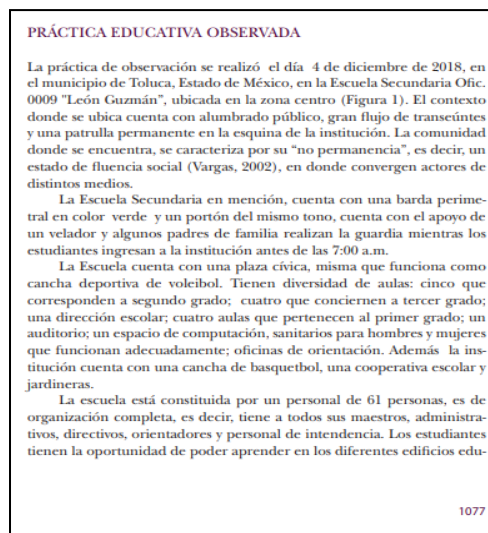 PRÁCTICA EDUCATIVA OBSERVADA
La práctica de observación se realizó el día 4 de diciembre de 2018, en
el municipio de Toluca, Estado de México, en la Escuela Secundaria Ofic.
0009 "León Guzmán", ubicada en la zona centro (Figura 1). El contexto
donde se ubica cuenta con alumbrado público, gran flujo de transeúntes
y una patrulla permanente en la esquina de la institución. La comunidad
donde se encuentra, se caracteriza por su “no permanencia”, es decir, un
estado de fluencia social (Vargas, 2002), en donde convergen actores de
distintos medios.
La Escuela Secundaria en mención, cuenta con una barda perime-
tral en color verde y un portón del mismo tono, cuenta con el apoyo de
un velador y algunos padres de familia realizan la guardia mientras los
estudiantes ingresan a la institución antes de las 7:00 a.m.
La Escuela cuenta con una plaza cívica, misma que funciona como
cancha deportiva de voleibol. Tienen diversidad de aulas: cinco que
corresponden a segundo grado; cuatro que conciernen a tercer grado;
una dirección escolar; cuatro aulas que pertenecen al primer grado; un
auditorio; un espacio de computación, sanitarios para hombres y mujeres
que funcionan adecuadamente; oficinas de orientación. Además la ins-
titución cuenta con una cancha de basquetbol, una cooperativa escolar y
jardineras.
La escuela está constituida por un personal de 61 personas, es de
organización completa, es decir, tiene a todos sus maestros, administra-
tivos, directivos, orientadores y personal de intendencia. Los estudiantes
tienen la oportunidad de poder aprender en los diferentes edificios edu-
1077